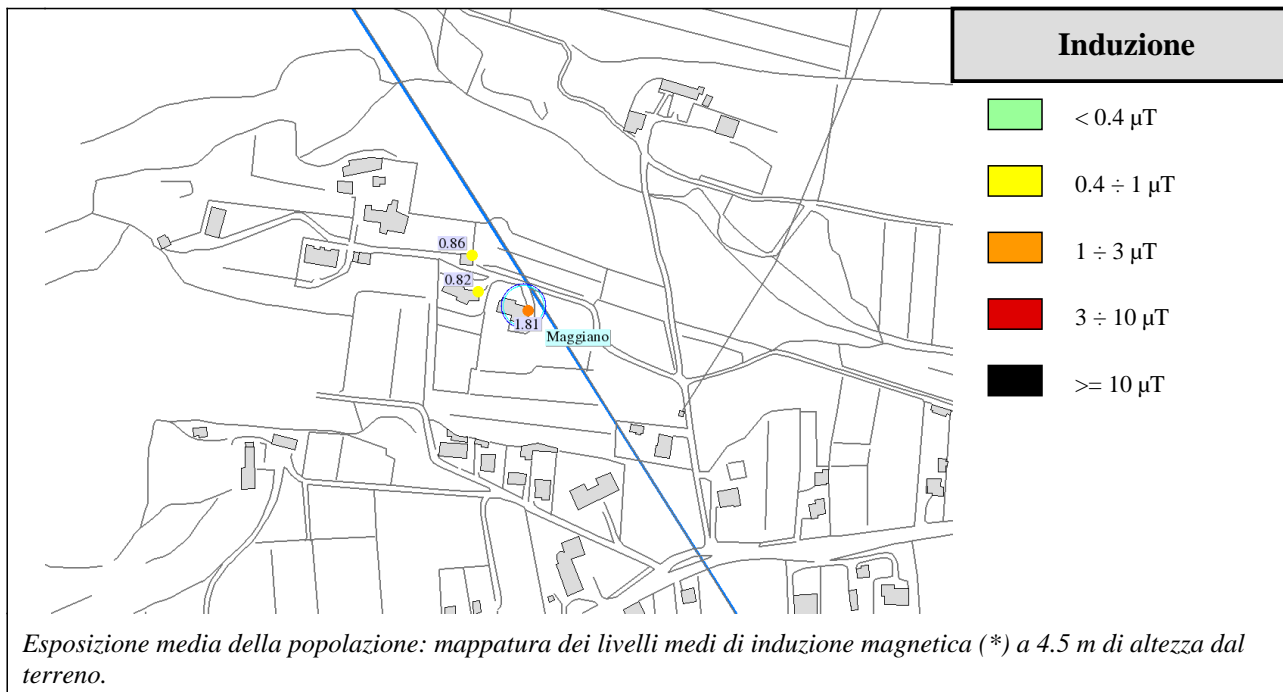 Induzione
< 0.4 µT
0.4 ÷ 1 µT
1 ÷ 3 µT
3 ÷ 10 µT
>= 10 µT
0.86
0.82
1.81
Maggiano
Esposizione media della popolazione: mappatura dei livelli medi di induzione magnetica (*) a 4.5 m di altezza dal
terreno.